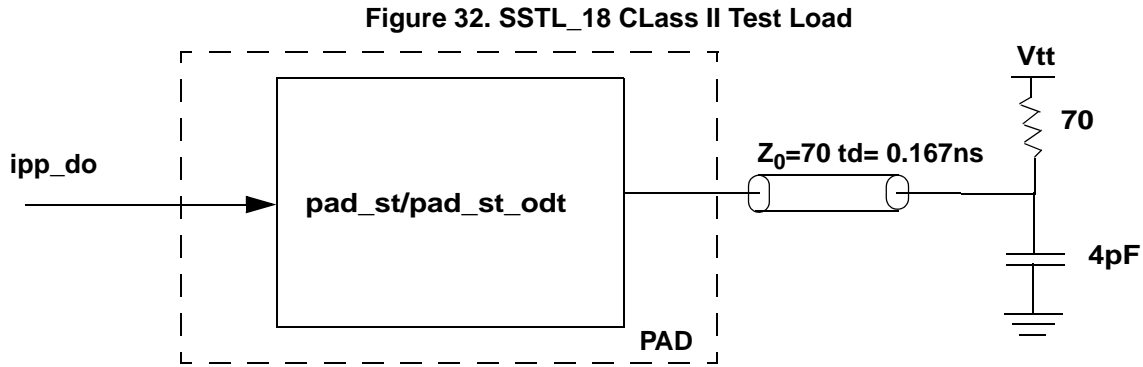 Figure 32. SSTL_18 CLass II Test Load
Vtt
70
Z0=70 td= 0.167ns
ipp_do
pad_st/pad_st_odt
4pF
PAD